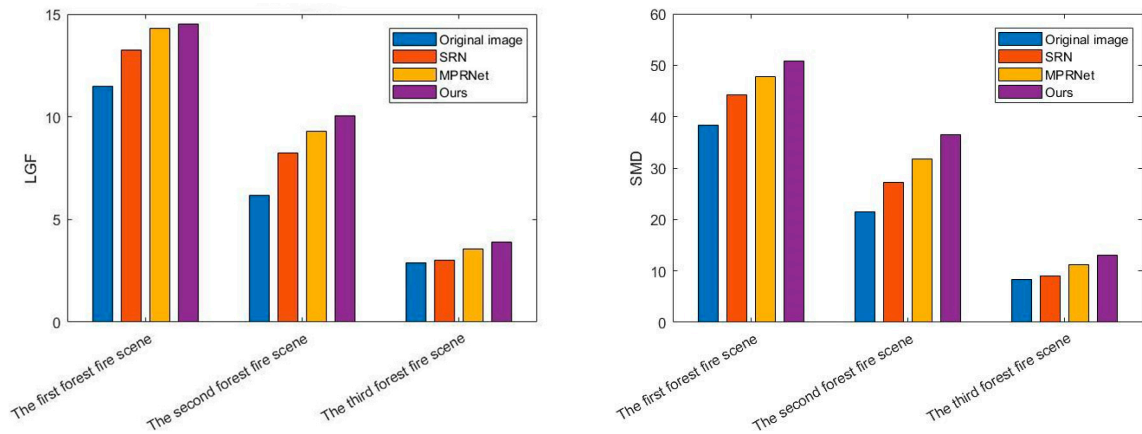 15
10
5
0
LGF
Original image
SRN
MPRNet
Ours
The first forest fire scene
The second forest fire scene
The third forest fire scene
60
50
40
30
20
10
0
SMD
Original image
SRN
MPRNet
Ours
The first forest fire scene
The second forest fire scene
The third forest fire scene